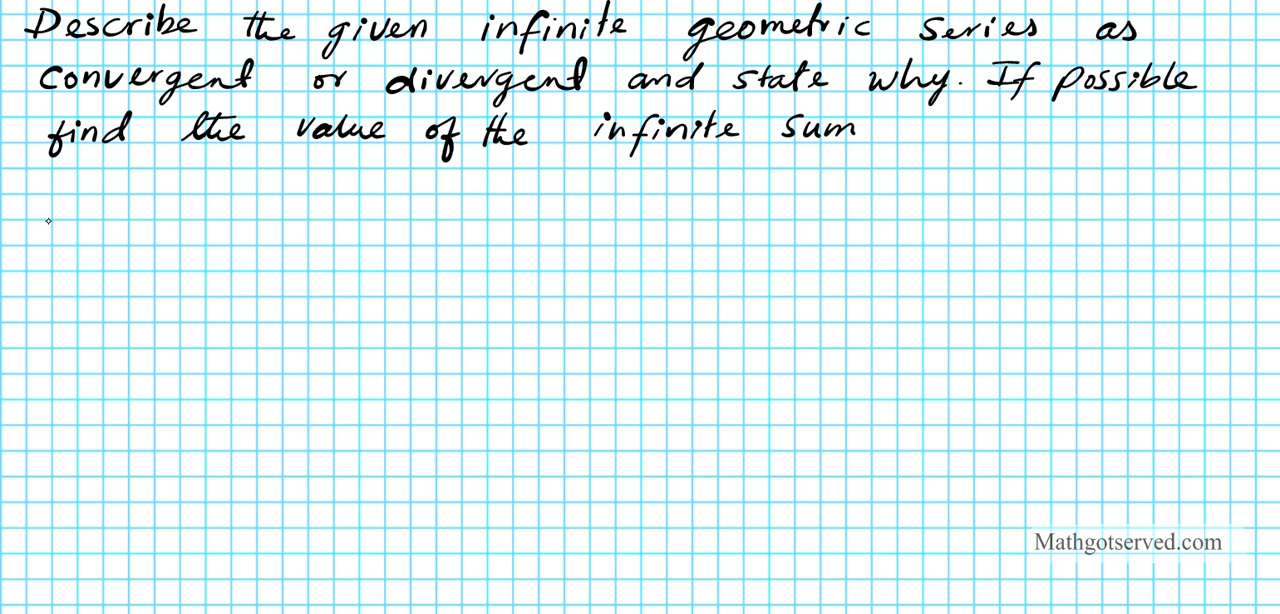 Describe the given infinite geometric series as
convergent or divergent and state why. If possible
find the value of the infinite sum
Mathgotserved.com